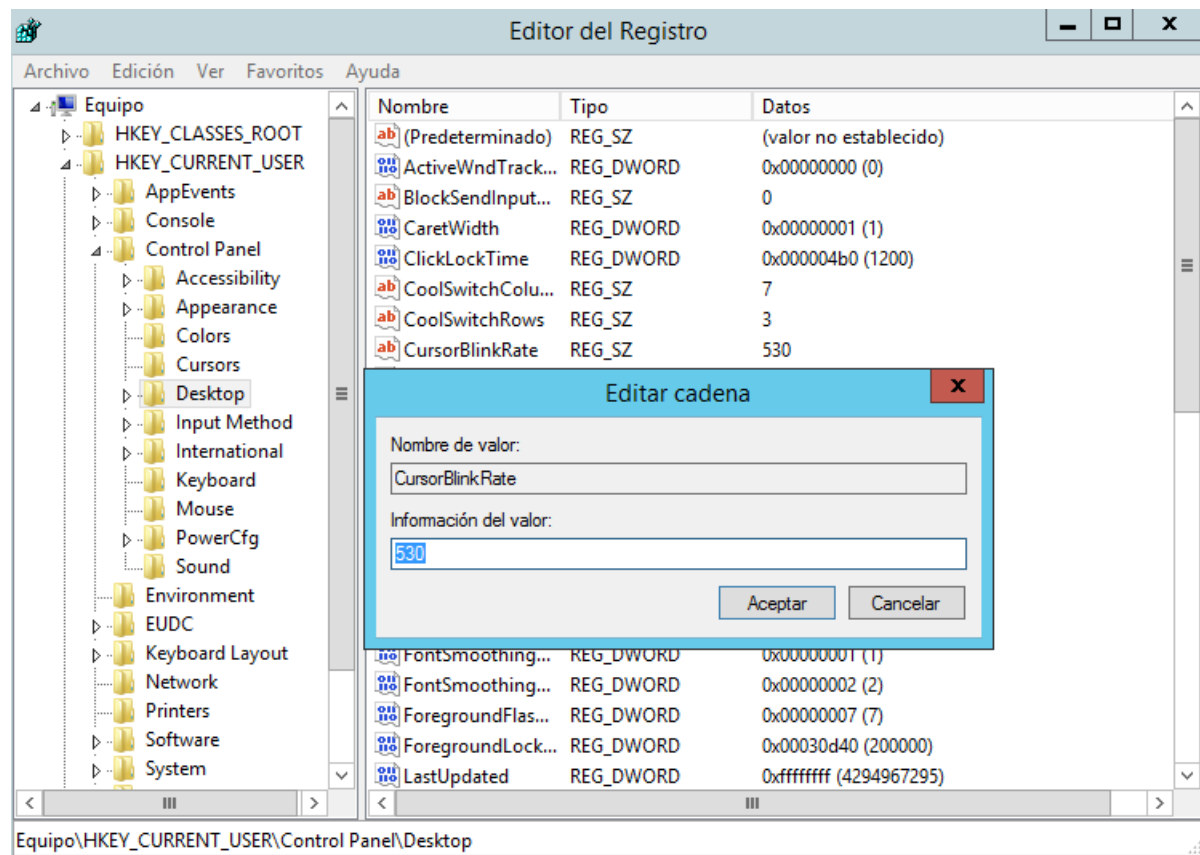 Editor del Registro
Archivo Edición Ver Favoritos Ayuda
Equipo
HKEY_CLASSES_ROOT
HKEY_CURRENT_USER
AppEvents
Console
Control Panel
Accessibility
Appearance
Colors
Cursors
Desktop
Input Method
International
Keyboard
Mouse
PowerCfg
Sound
Environment
EUDC
Keyboard Layout
Network
Printers
Software
System
Nombre Tipo Datos
(Predeterminado) REG_SZ (valor no establecido)
ActiveWndTrack... REG_DWORD 0x00000000 (0)
BlockSendInput... REG_SZ 0
CaretWidth REG_DWORD 0x00000001 (1)
ClickLockTime REG_DWORD 0x000004b0 (1200)
CoolSwitchColu... REG_SZ 7
CoolSwitchRows REG_SZ 3
CursorBlinkRate REG_SZ 530
Editar cadena
Nombre de valor:
CursorBlinkRate
Información del valor:
530
Aceptar Cancelar
FontSmoothing... REG_DWORD 0x00000001 (1)
FontSmoothing... REG_DWORD 0x00000002 (2)
ForegroundFlas... REG_DWORD 0x00000007 (7)
ForegroundLock... REG_DWORD 0x00030d40 (200000)
LastUpdated REG_DWORD 0xffffffff (4294967295)
Equipo\HKEY_CURRENT_USER\Control Panel\Desktop